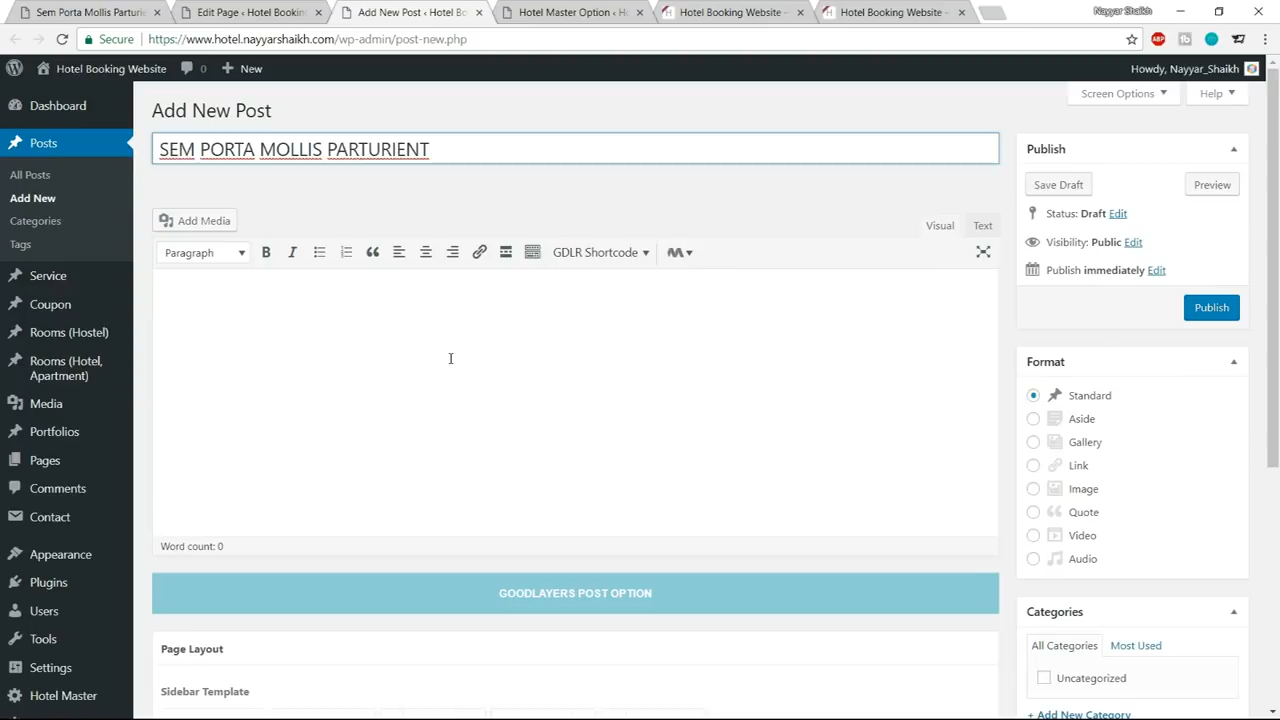 Sem Porta Mollis Parturie
Edit Page ‹ Hotel Bookin
Add New Post ‹ Hotel Bo
Hotel Master Option ‹ H
Hotel Booking Website –
Hotel Booking Website –
Nayyar Shaikh
Secure
https://www.hotel.nayyarshaikh.com/wp-admin/post-new.php
Hotel Booking Website
0
New
Howdy, Nayyar_Shaikh
Dashboard
Posts
All Posts
Add New
Categories
Tags
Service
Coupon
Rooms (Hostel)
Rooms (Hotel,
Apartment)
Media
Portfolios
Pages
Comments
Contact
Appearance
Plugins
Users
Tools
Settings
Hotel Master
Screen Options
Help
Add New Post
SEM PORTA MOLLIS PARTURIENT
Add Media
Visual
Text
Paragraph
B
I
GDLR Shortcode
Word count: 0
GOODLAYERS POST OPTION
Page Layout
Sidebar Template
Publish
Save Draft
Preview
Status: Draft Edit
Visibility: Public Edit
Publish immediately Edit
Publish
Format
Standard
Aside
Gallery
Link
Image
Quote
Video
Audio
Categories
All Categories
Most Used
Uncategorized
+ Add New Category